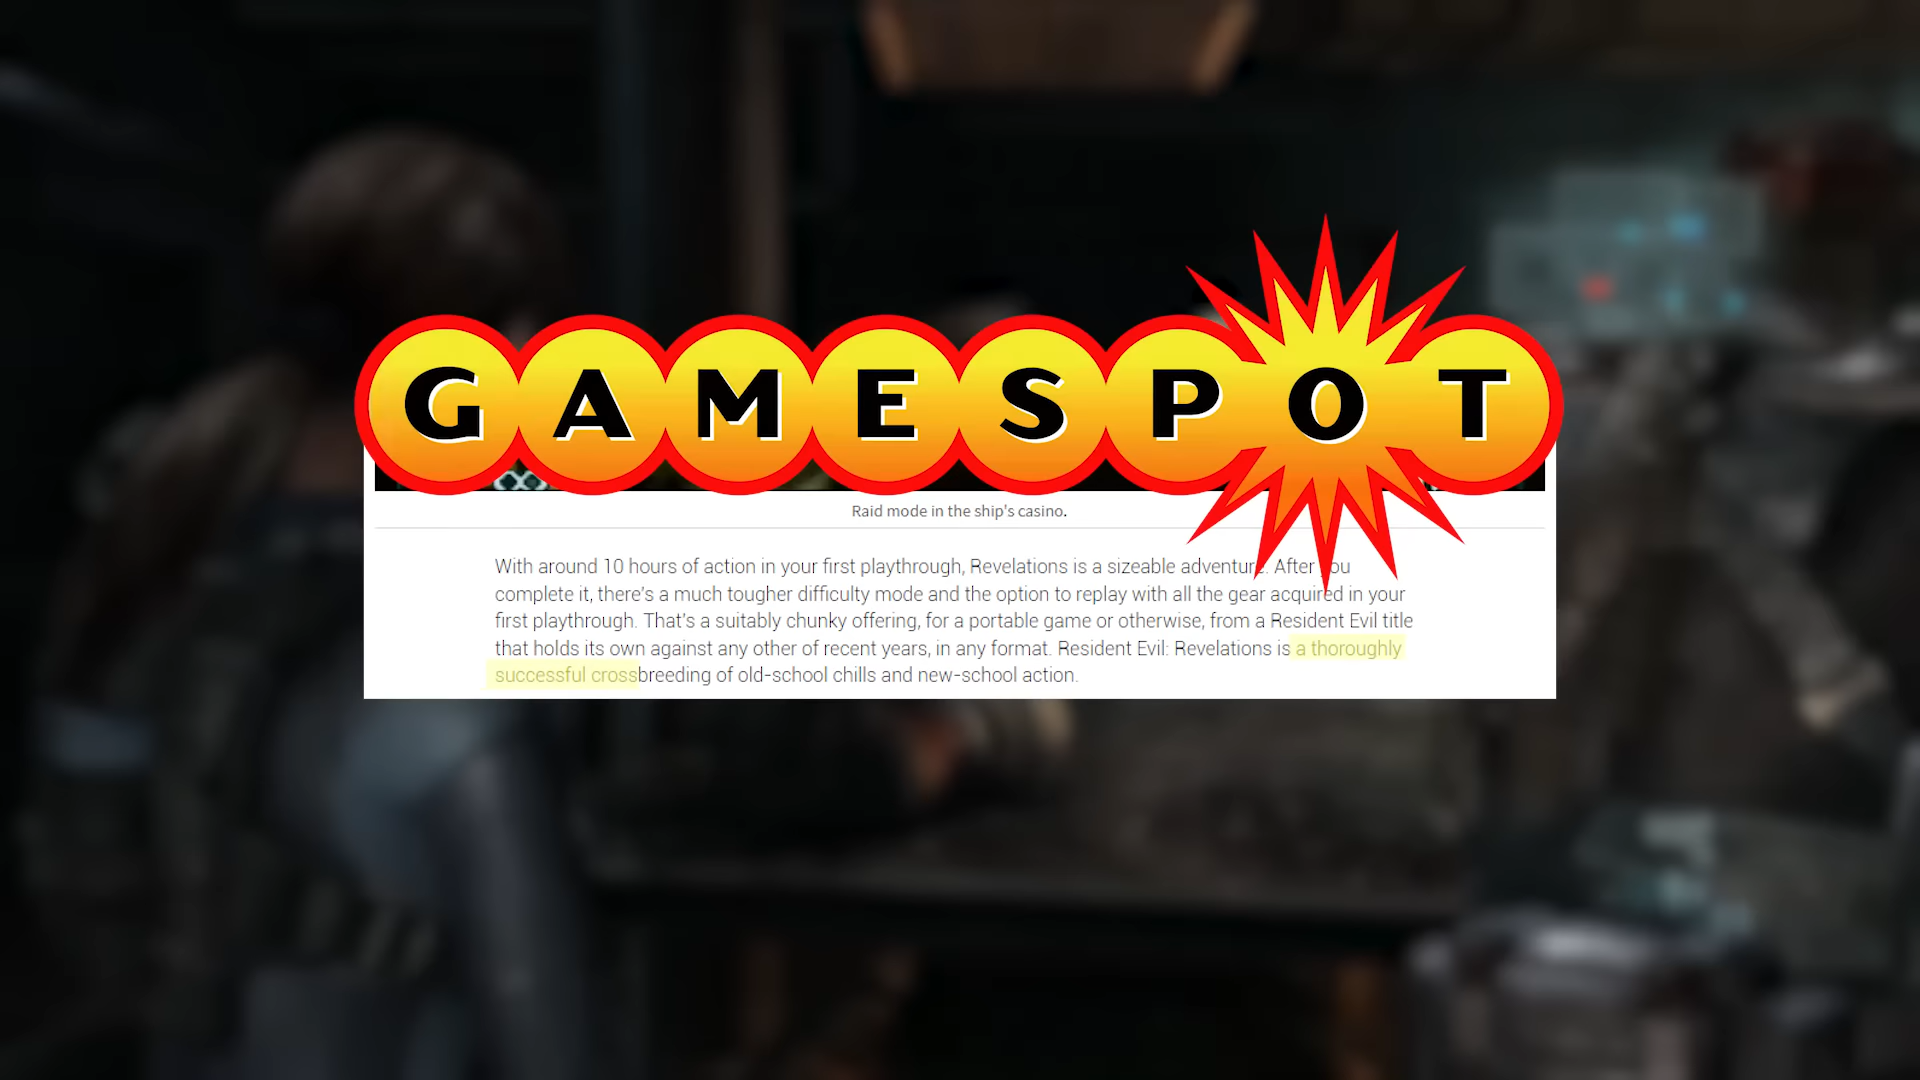 GAMESPOT
Raid mode in the ship's casino.
With around 10 hours of action in your first playthrough, Revelations is a sizeable adventure. After you
complete it, there's a much tougher difficulty mode and the option to replay with all the gear acquired in your
first playthrough. That's a suitably chunky offering, for a portable game or otherwise, from a Resident Evil title
that holds its own against any other of recent years, in any format. Resident Evil: Revelations is a thoroughly
successful crossbreeding of old-school chills and new-school action.